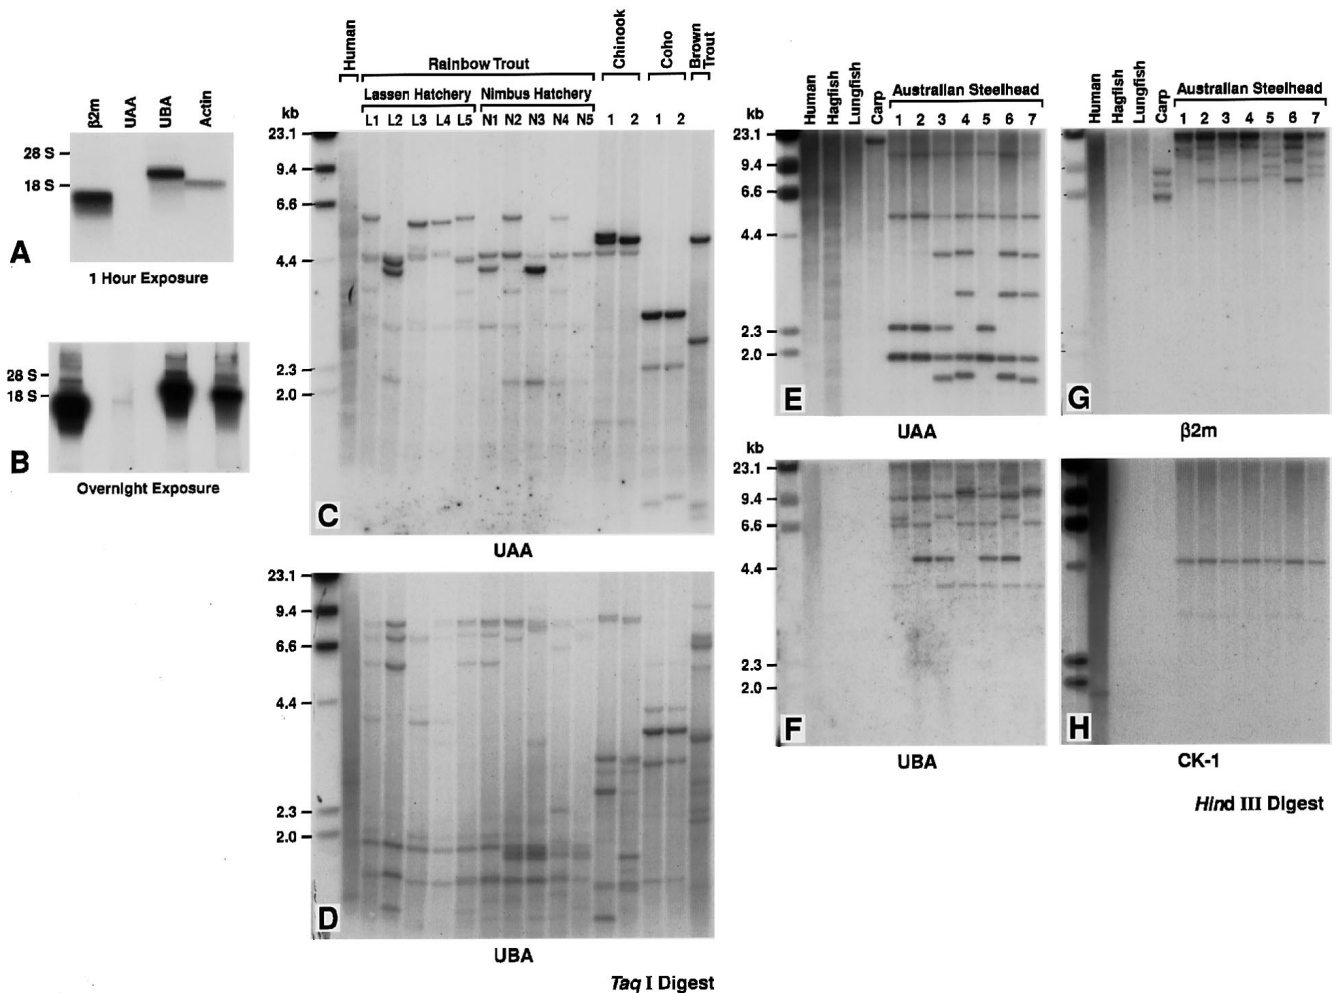 β2m
UAA
UBA
Actin
28 S
18 S
A
1 Hour Exposure
28 S
18 S
B
Overnight Exposure
Human
Rainbow Trout
Chinook
Coho
Brown
Trout
Lassen Hatchery
Nimbus Hatchery
kb
L1 L2 L3 L4 L5 N1 N2 N3 N4 N5 1 2 1 2
23.1
9.4
6.6
4.4
2.3
2.0
C
UAA
23.1
9.4
6.6
4.4
2.3
2.0
D
UBA
Taq I Digest
Human
Hagfish
Lungfish
Carp
Australian Steelhead
kb
1 2 3 4 5 6 7
23.1
9.4
6.6
4.4
2.3
2.0
E
UAA
Human
Hagfish
Lungfish
Carp
Australian Steelhead
1 2 3 4 5 6 7
G
β2m
kb
23.1
9.4
6.6
4.4
2.3
2.0
F
UBA
H
CK-1
Hind III Digest